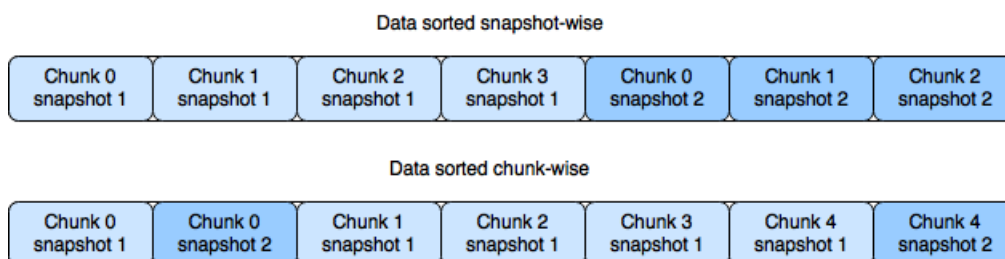 Data sorted snapshot-wise
Chunk 0 Chunk 1 Chunk 2 Chunk 3 Chunk 0 Chunk 1 Chunk 2
snapshot 1 snapshot 1 snapshot 1 snapshot 1 snapshot 2 snapshot 2 snapshot 2
Data sorted chunk-wise
Chunk 0 Chunk 0 Chunk 1 Chunk 2 Chunk 3 Chunk 4 Chunk 4
snapshot 1 snapshot 2 snapshot 1 snapshot 1 snapshot 1 snapshot 1 snapshot 2